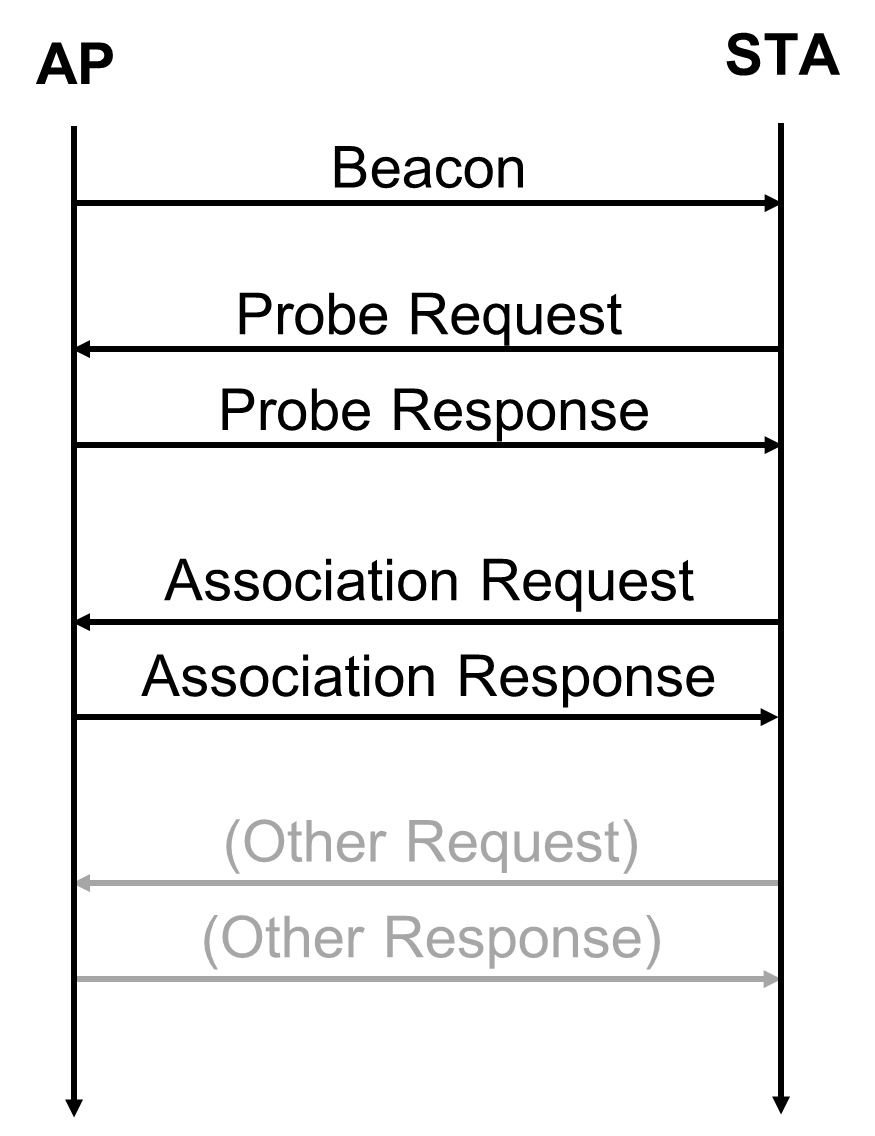 AP
STA
Beacon
Probe Request
Probe Response
Association Request
Association Response
(Other Request)
(Other Response)